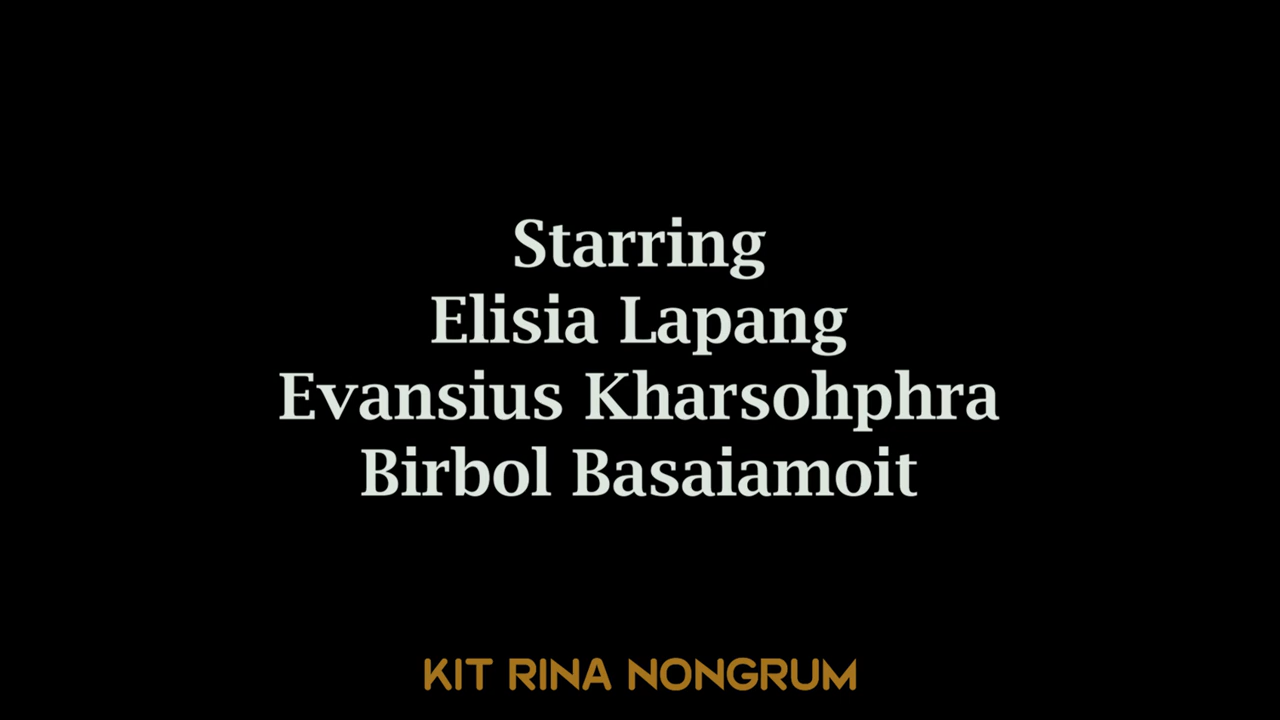 Starring
Elisia Lapang
Evansius Kharsohphra
Birbol Basaiamoit
KIT RINA NONGRUM